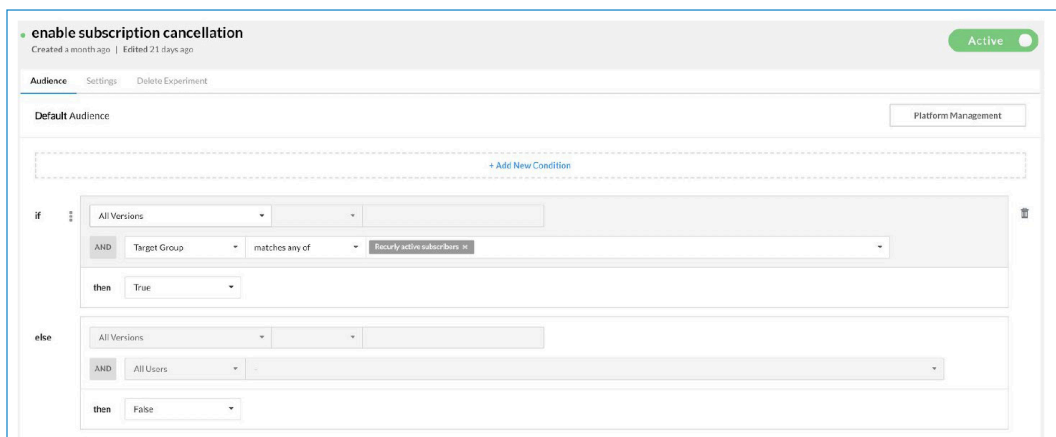 enable subscription cancellation
Active
Created a month ago | Edited 21 days ago
Audience Settings Delete Experiment
Default Audience
Platform Management
+ Add New Condition
if All Versions
AND Target Group matches any of Recurly active subscribers ×
then True
else All Versions
AND All Users -
then False